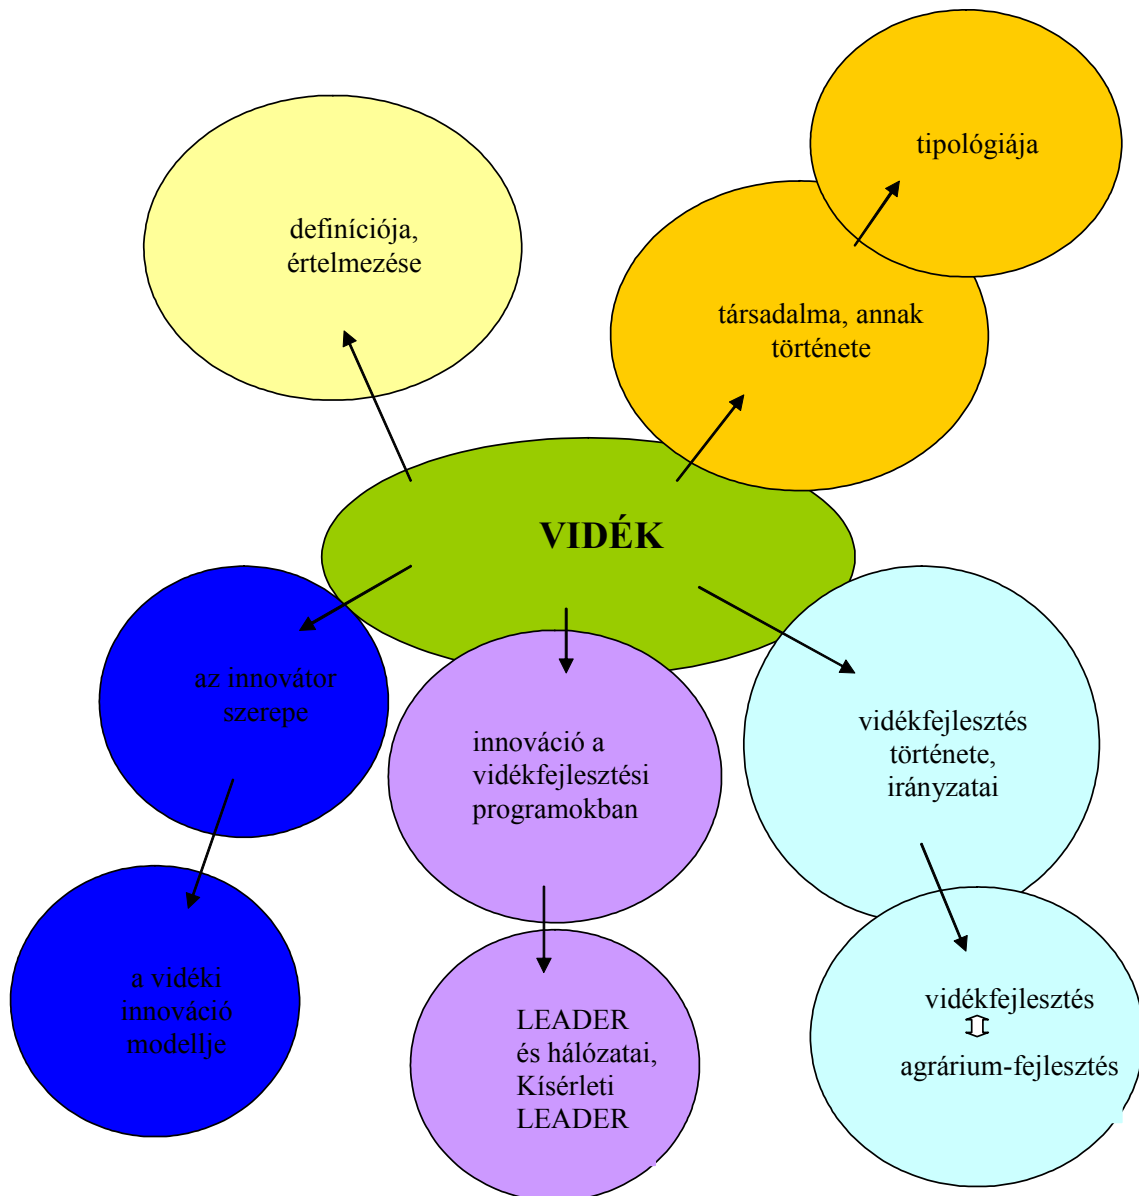 tipológiája
definíciója,
értelmezése
társadalma, annak
története
VIDÉK
az innovátor
szerepe
innováció a
vidékfejlesztési
programokban
vidékfejlesztés
története,
irányzatai
a vidéki
innováció
modellje
LEADER
és hálózatai,
Kísérleti
LEADER
vidékfejlesztés
agrárium-fejlesztés